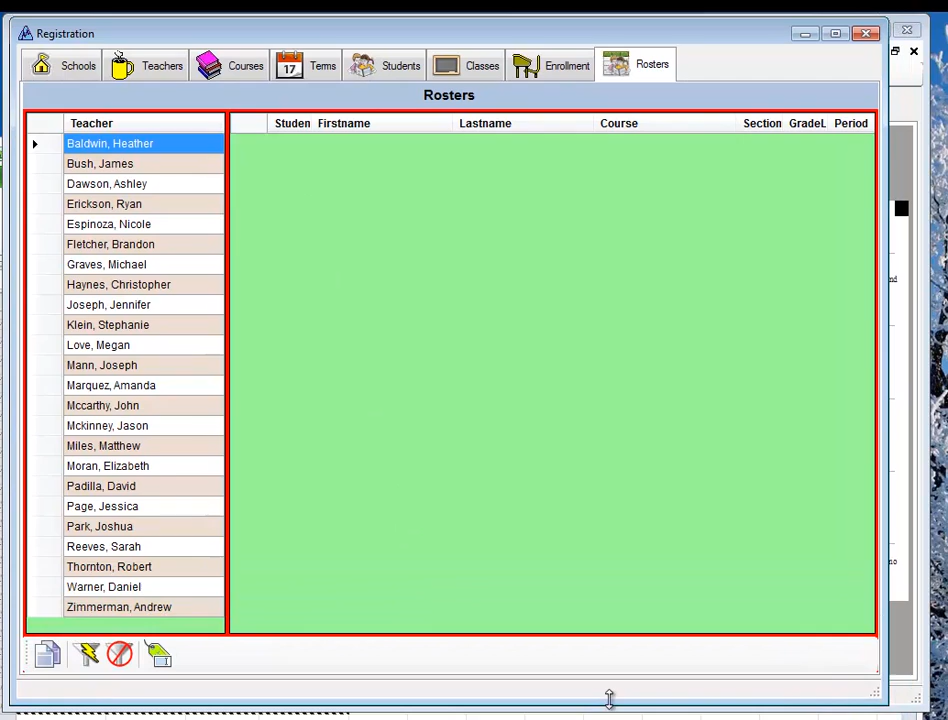 Registration
Schools Teachers Courses 17 Terms Students Classes Enrollment Rosters
Rosters
Teacher Studen Firstname Lastname Course Section GradeL Period
Baldwin, Heather
Bush, James
Dawson, Ashley
Erickson, Ryan
Espinoza, Nicole
Fletcher, Brandon
Graves, Michael
Haynes, Christopher
Joseph, Jennifer
Klein, Stephanie
Love, Megan
Mann, Joseph
Marquez, Amanda
Mccarthy, John
Mckinney, Jason
Miles, Matthew
Moran, Elizabeth
Padilla, David
Page, Jessica
Park, Joshua
Reeves, Sarah
Thornton, Robert
Warner, Daniel
Zimmerman, Andrew